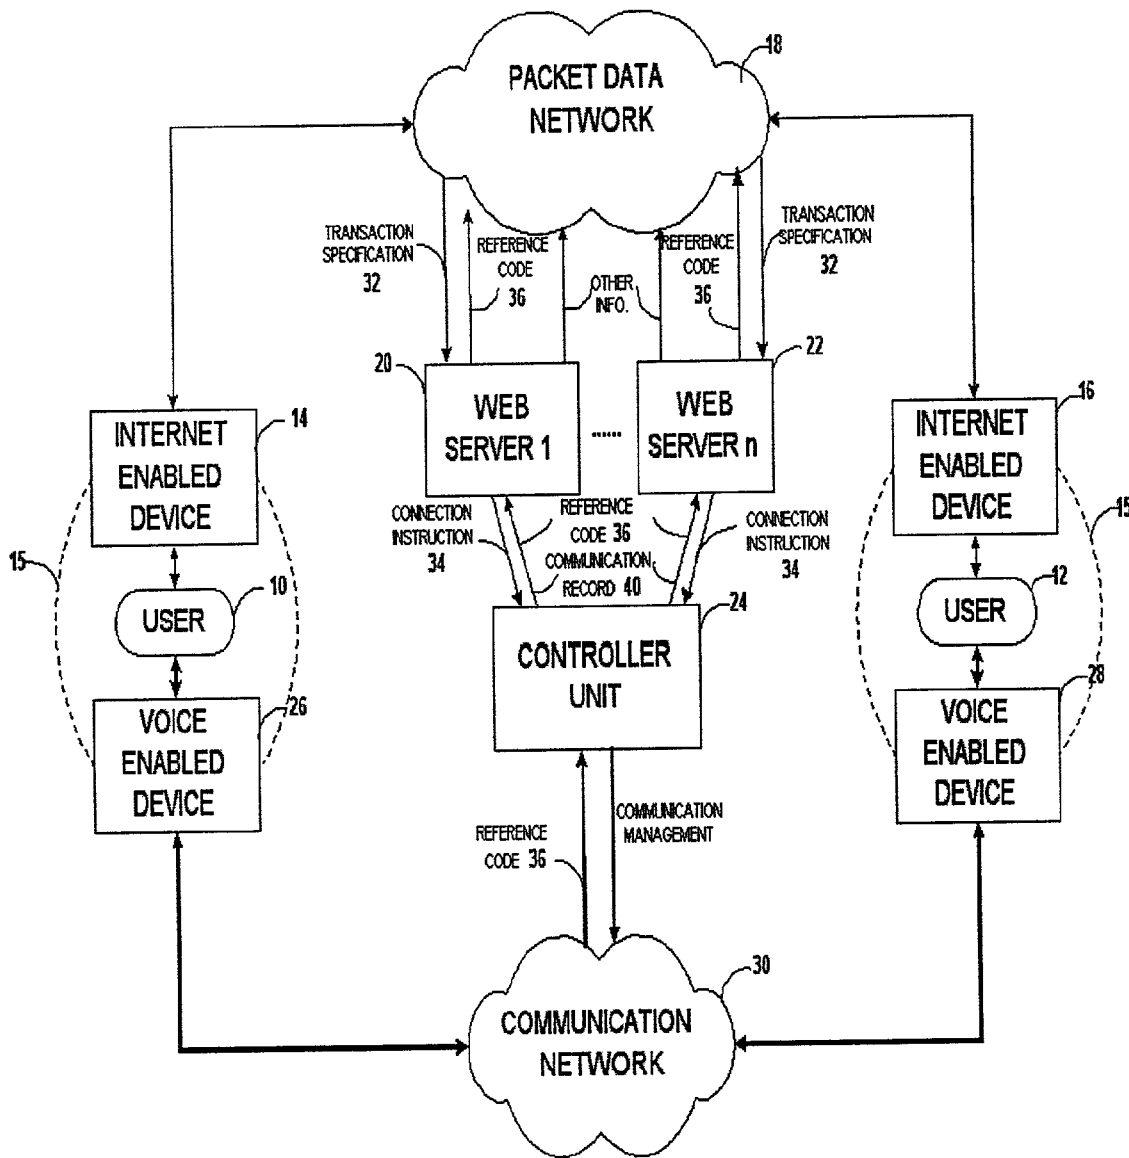 18
PACKET DATA
NETWORK
TRANSACTION
SPECIFICATION
32
REFERENCE
CODE
36
OTHER
INFO.
REFERENCE
CODE
36
TRANSACTION
SPECIFICATION
32
20
WEB
SERVER 1
......
22
WEB
SERVER n
14
INTERNET
ENABLED
DEVICE
16
INTERNET
ENABLED
DEVICE
15
15
CONNECTION
INSTRUCTION
34
REFERENCE
CODE 36
COMMUNICATION
RECORD 40
CONNECTION
INSTRUCTION
34
10
USER
12
USER
24
CONTROLLER
UNIT
26
VOICE
ENABLED
DEVICE
28
VOICE
ENABLED
DEVICE
REFERENCE
CODE 36
COMMUNICATION
MANAGEMENT
30
COMMUNICATION
NETWORK